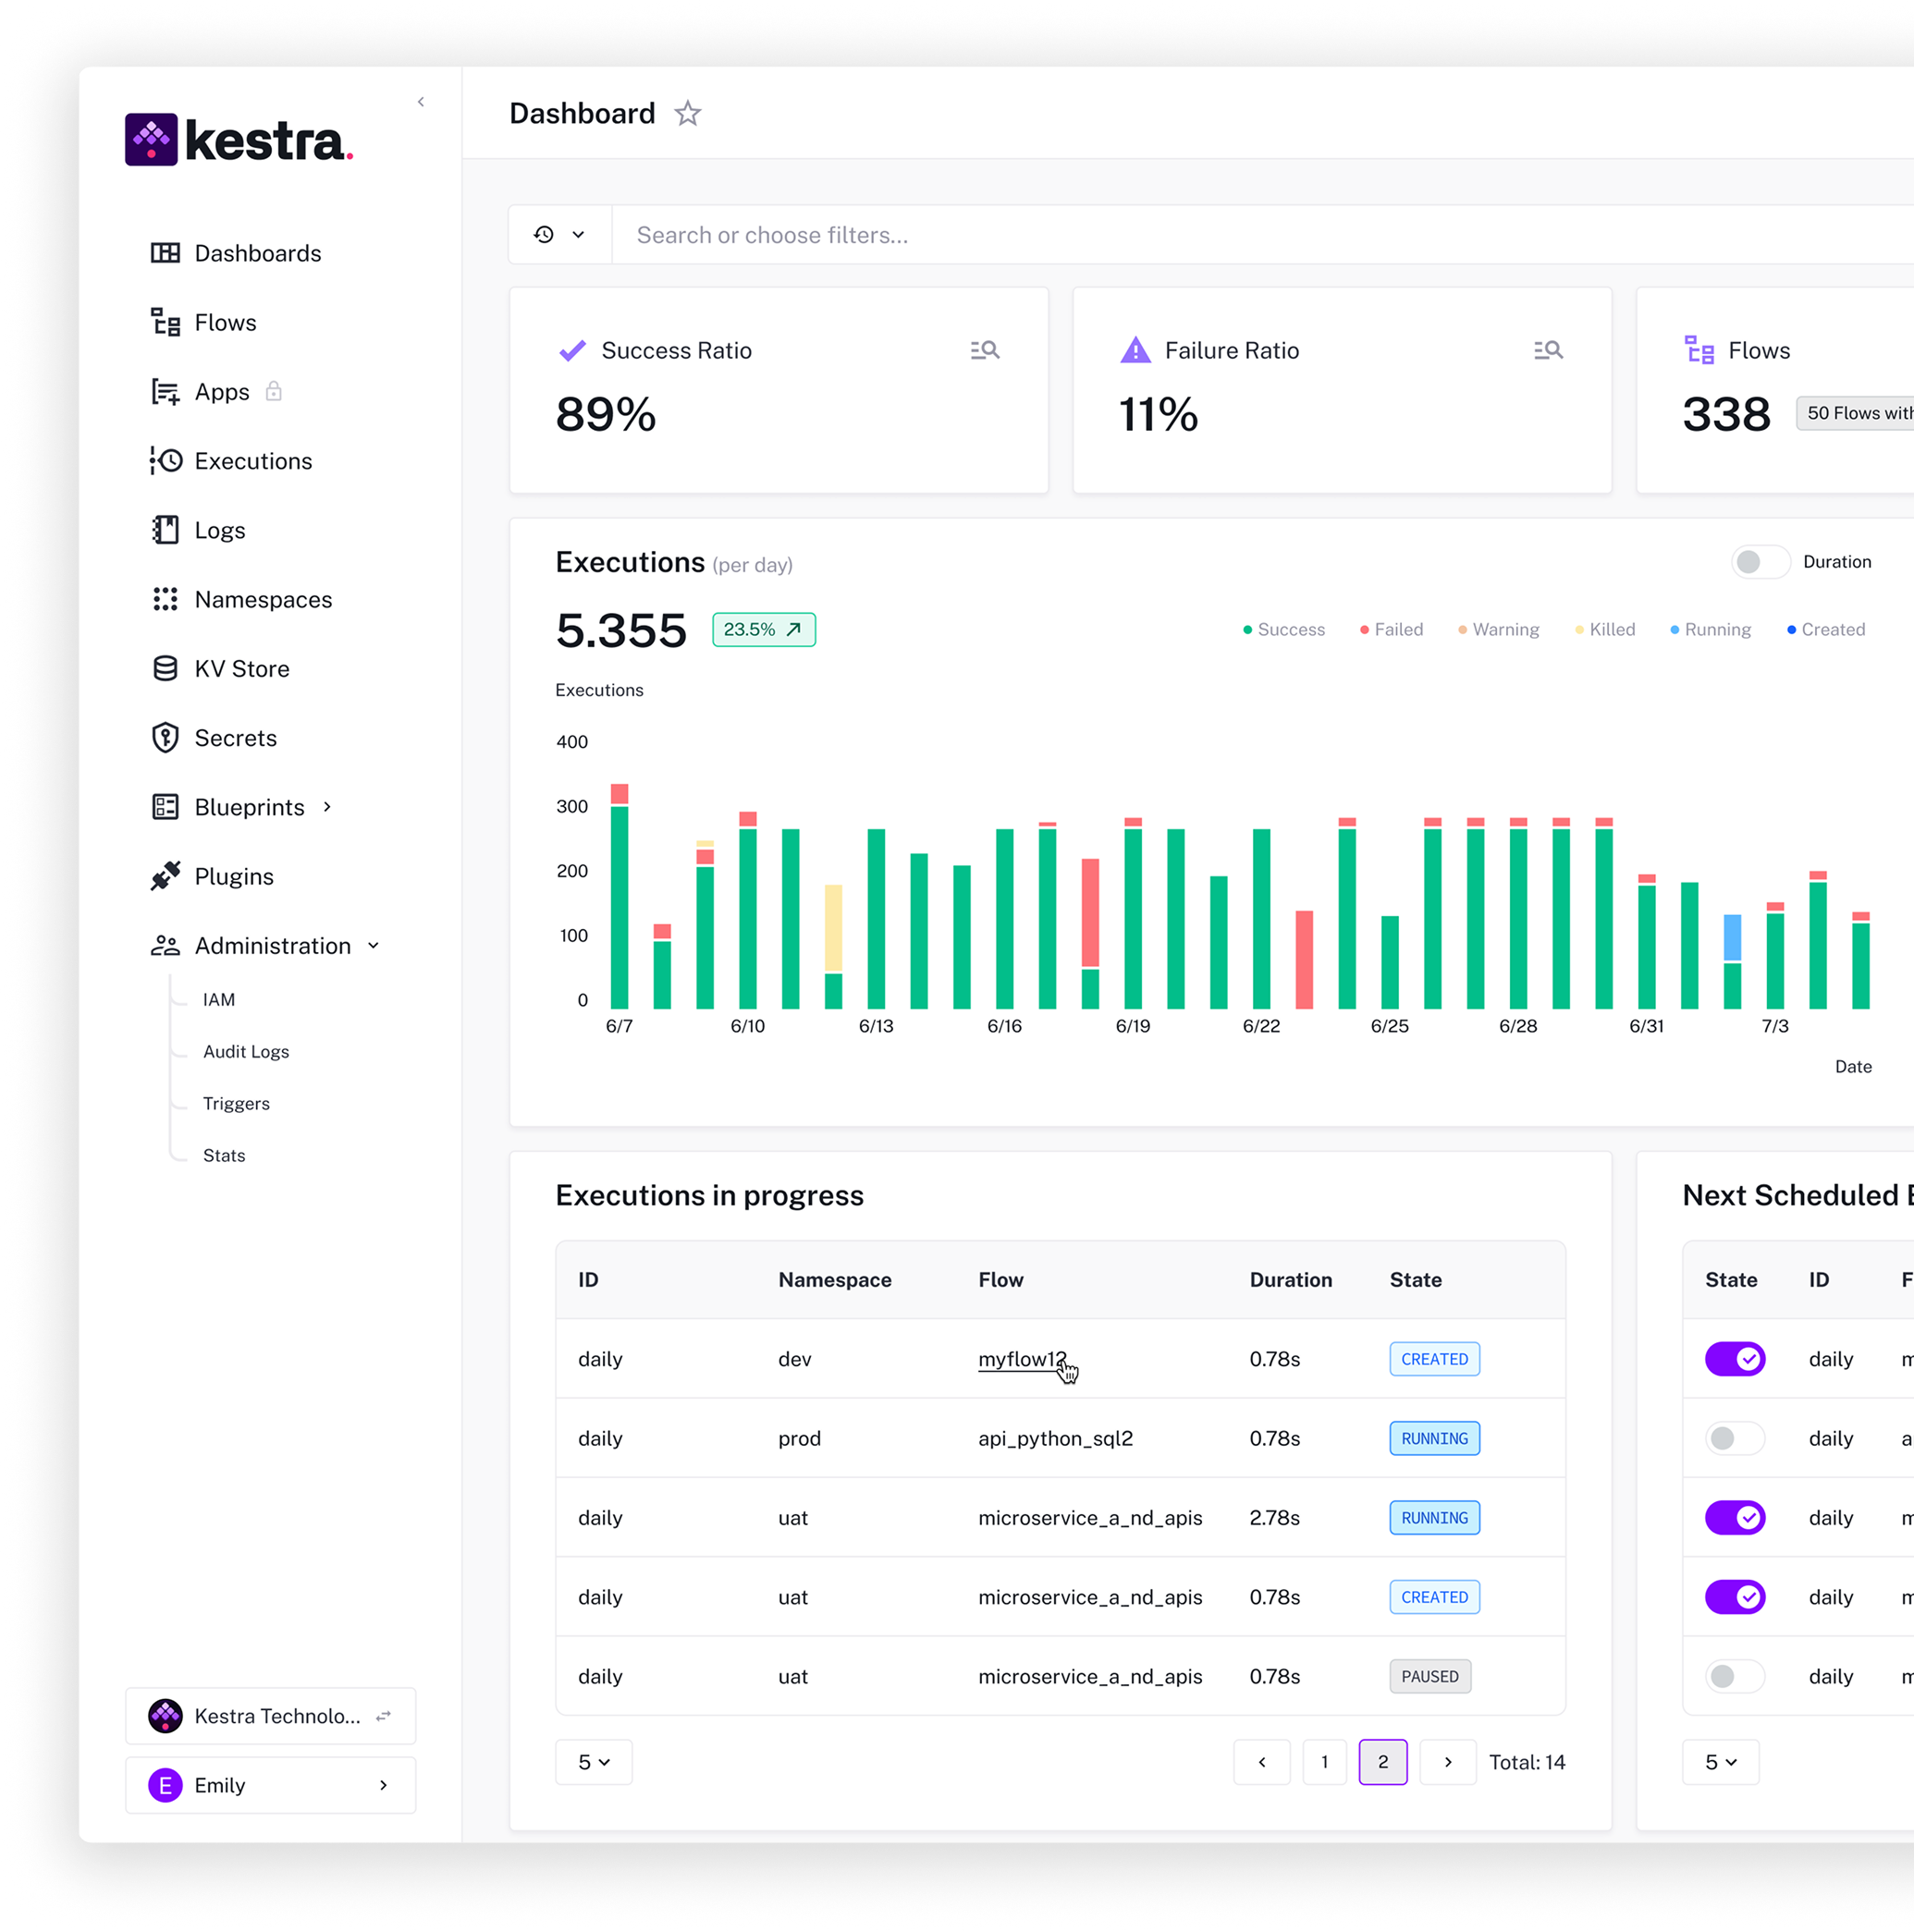 kestra.
Dashboards
Flows
Apps
Executions
Logs
Namespaces
KV Store
Secrets
Blueprints
Plugins
Administration
IAM
Audit Logs
Triggers
Stats
Kestra Technolo...
E Emily
Dashboard
Search or choose filters...
Success Ratio
89%
Failure Ratio
11%
Flows
338 50 Flows with
Executions (per day)
Duration
5.355 23.5%
Success Failed Warning Killed Running Created
Executions
400
300
200
100
0
6/7 6/10 6/13 6/16 6/19 6/22 6/25 6/28 6/31 7/3
Date
Executions in progress
ID Namespace Flow Duration State
daily dev myflow12 0.78s CREATED
daily prod api_python_sql2 0.78s RUNNING
daily uat microservice_a_nd_apis 2.78s RUNNING
daily uat microservice_a_nd_apis 0.78s CREATED
daily uat microservice_a_nd_apis 0.78s PAUSED
5 1 2 Total: 14
Next Scheduled
State ID F
daily m
daily a
daily m
daily m
daily m
5